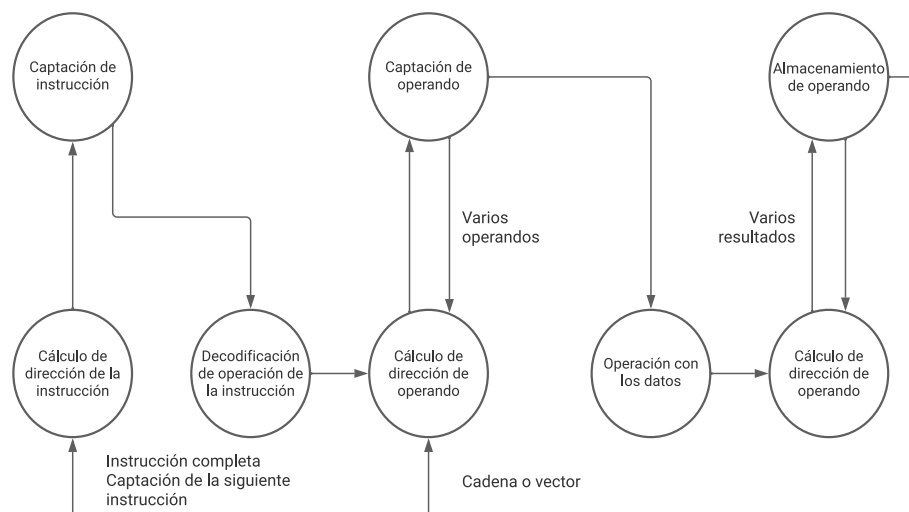 Captación de
instrucción
Captación de
operando
Almacenamiento
de operando
Varios
operandos
Varios
resultados
Cálculo de
dirección de la
instrucción
Decodificación
de operación de
la instrucción
Cálculo de
dirección de
operando
Operación con
los datos
Cálculo de
dirección de
operando
Instrucción completa
Captación de la siguiente
instrucción
Cadena o vector